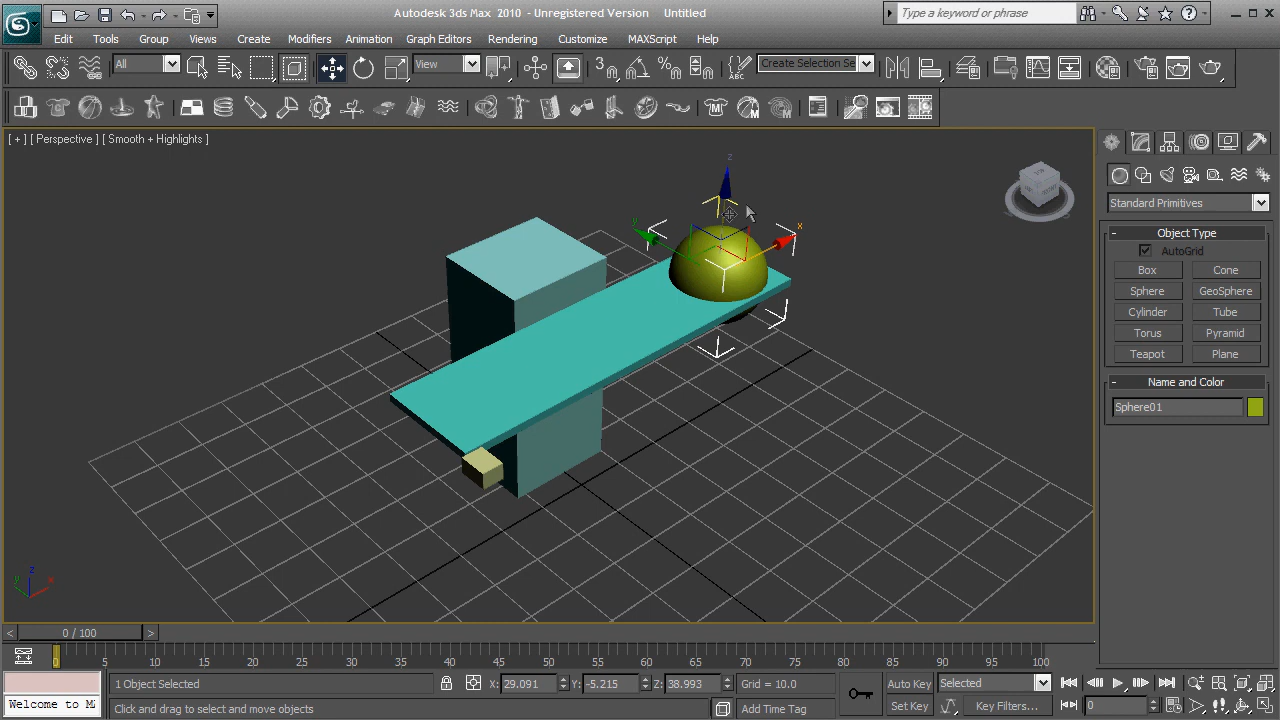 Autodesk 3ds Max 2010 - Unregistered Version Untitled
Type a keyword or phrase
Edit Tools Group Views Create Modifiers Animation Graph Editors Rendering Customize MAXScript Help
All View 3 Create Selection Se
[ + ] [ Perspective ] [ Smooth + Highlights ]
z
y
x
Standard Primitives
- Object Type
AutoGrid
Box Cone
Sphere GeoSphere
Cylinder Tube
Torus Pyramid
Teapot Plane
- Name and Color
Sphere01
z
y x
< 0 / 100 >
0 5 10 15 20 25 30 35 40 45 50 55 60 65 70 75 80 85 90 95 100
1 Object Selected X: 29.091 Y: -5.215 Z: 38.993 Grid = 10.0 Auto Key Selected
Welcome to MA Click and drag to select and move objects Add Time Tag Set Key Key Filters... 0